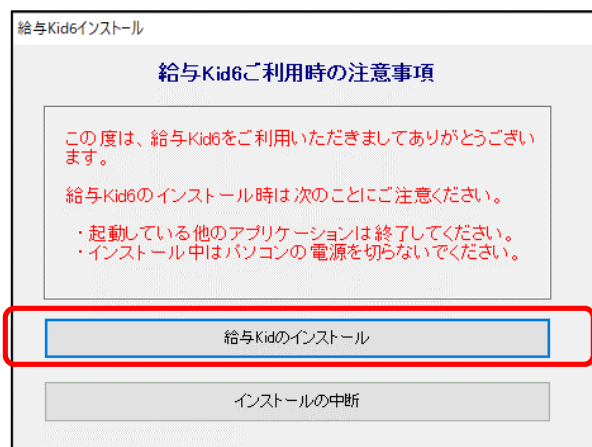 給与Kid6インストール
給与Kid6ご利用時の注意事項
この度は、給与Kid6をご利用いただきましてありがとうござい
ます。
給与Kid6のインストール時は次のことにご注意ください。
・起動している他のアプリケーションは終了してください。
・インストール中はパソコンの電源を切らないでください。
給与Kidのインストール
インストールの中断